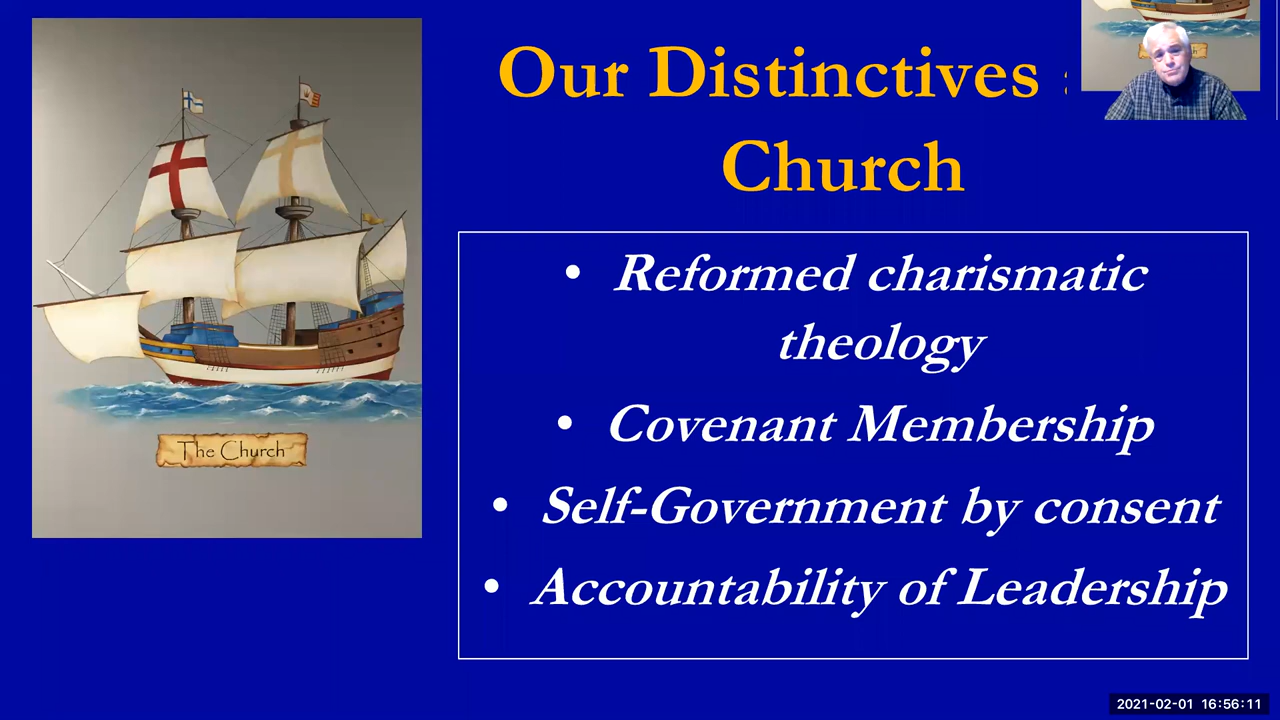 Our Distinctives
Church
• Reformed charismatic
theology
• Covenant Membership
• Self-Government by consent
• Accountability of Leadership
The Church
2021-02-01 16:56:11